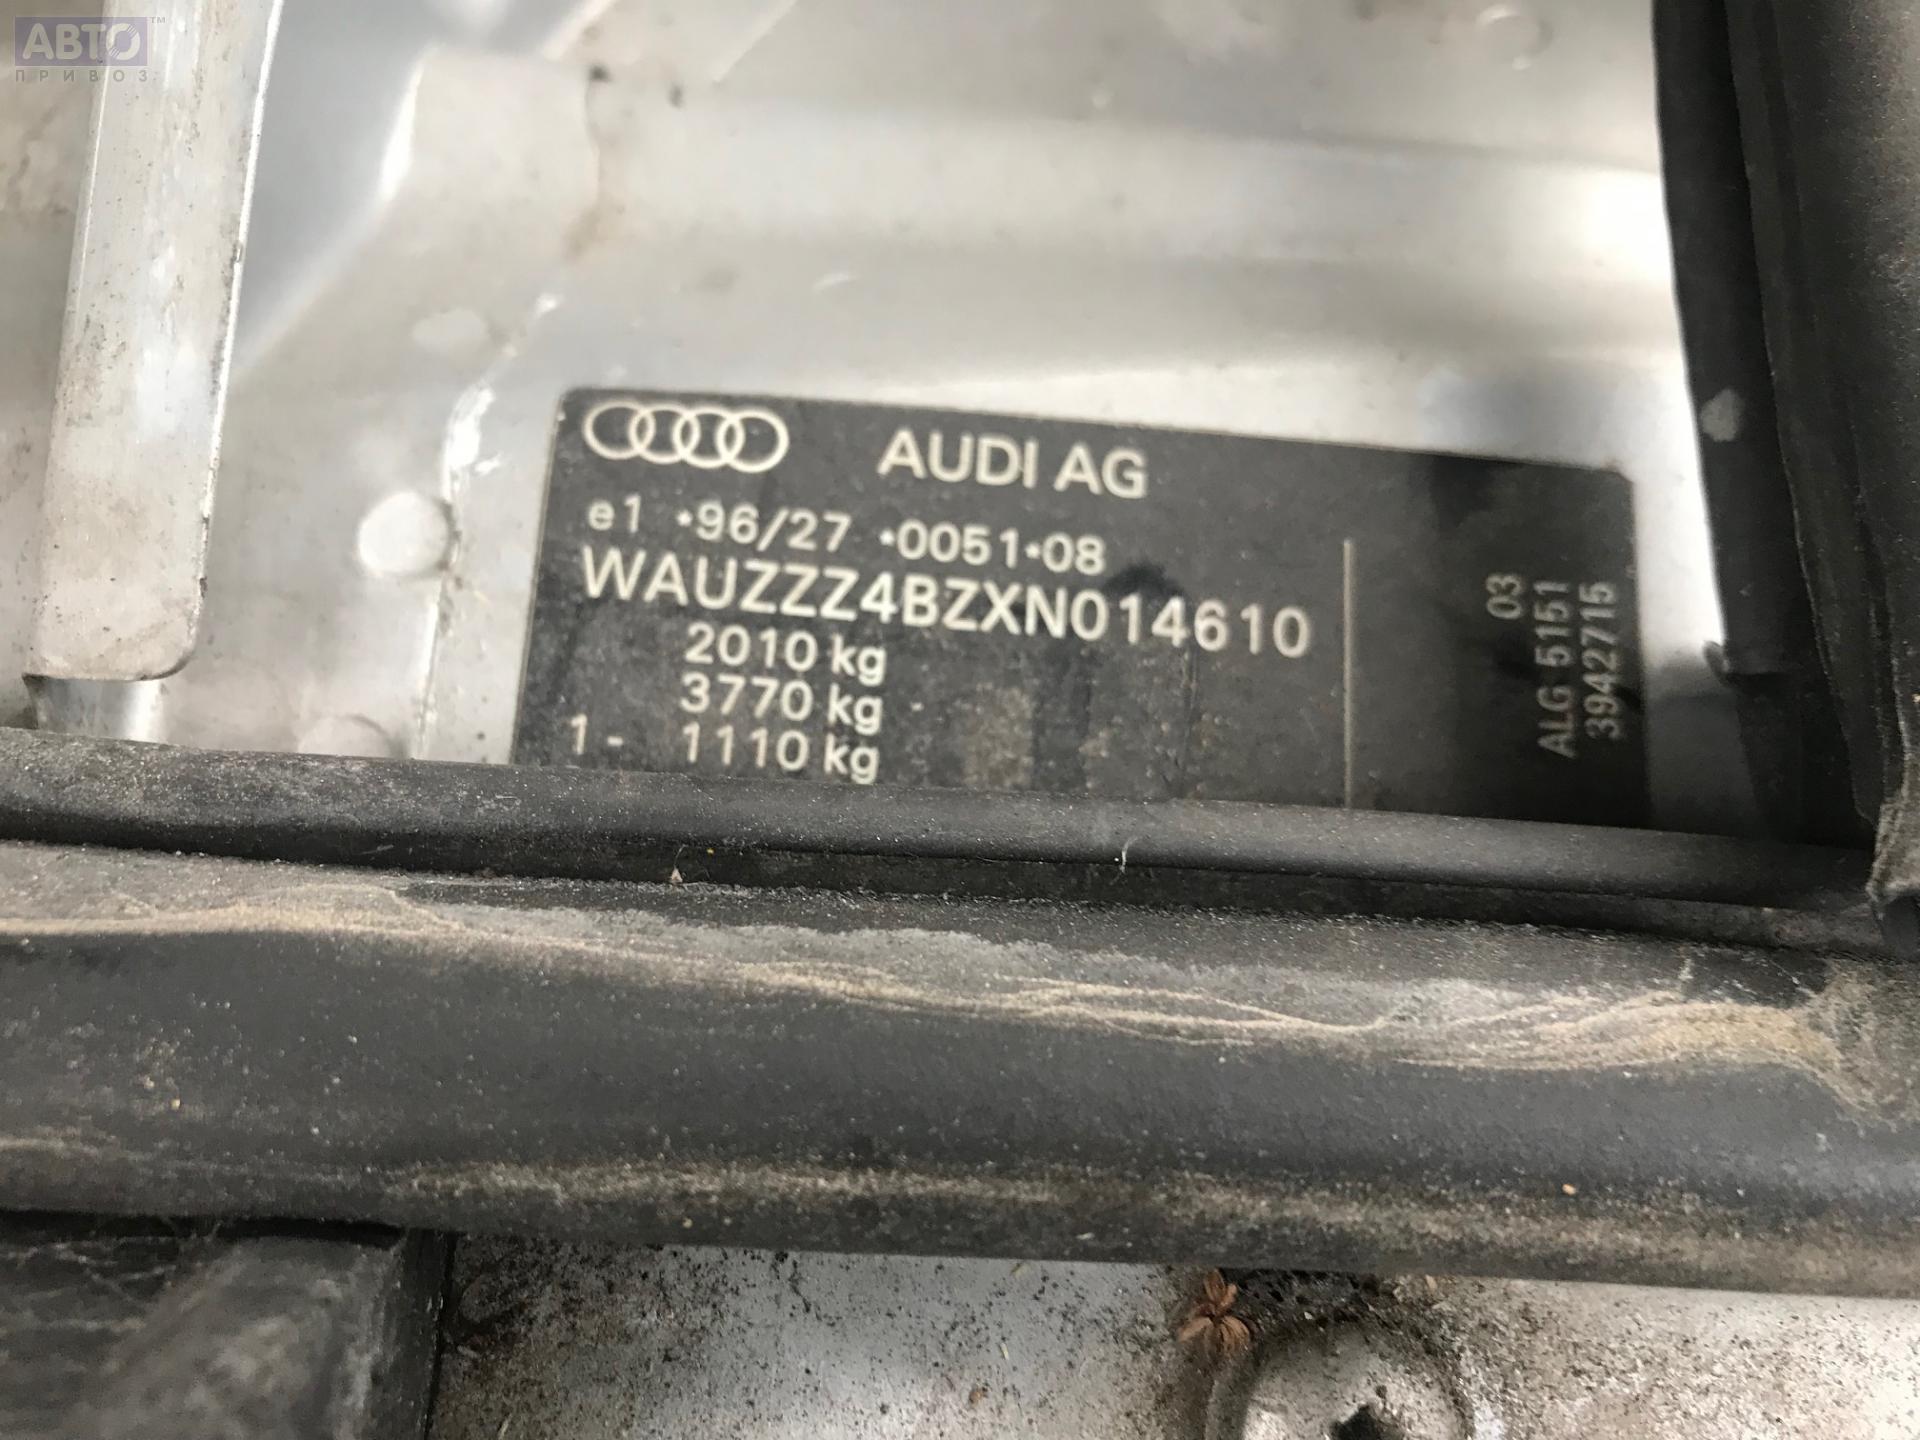 АВТО™
ПРИВОЗ
AUDI AG
e1 *96/27 *0051*08
WAUZZZ4BZXN014610
2010 kg
3770 kg
1- 1110 kg
03
ALG 5151
3942715